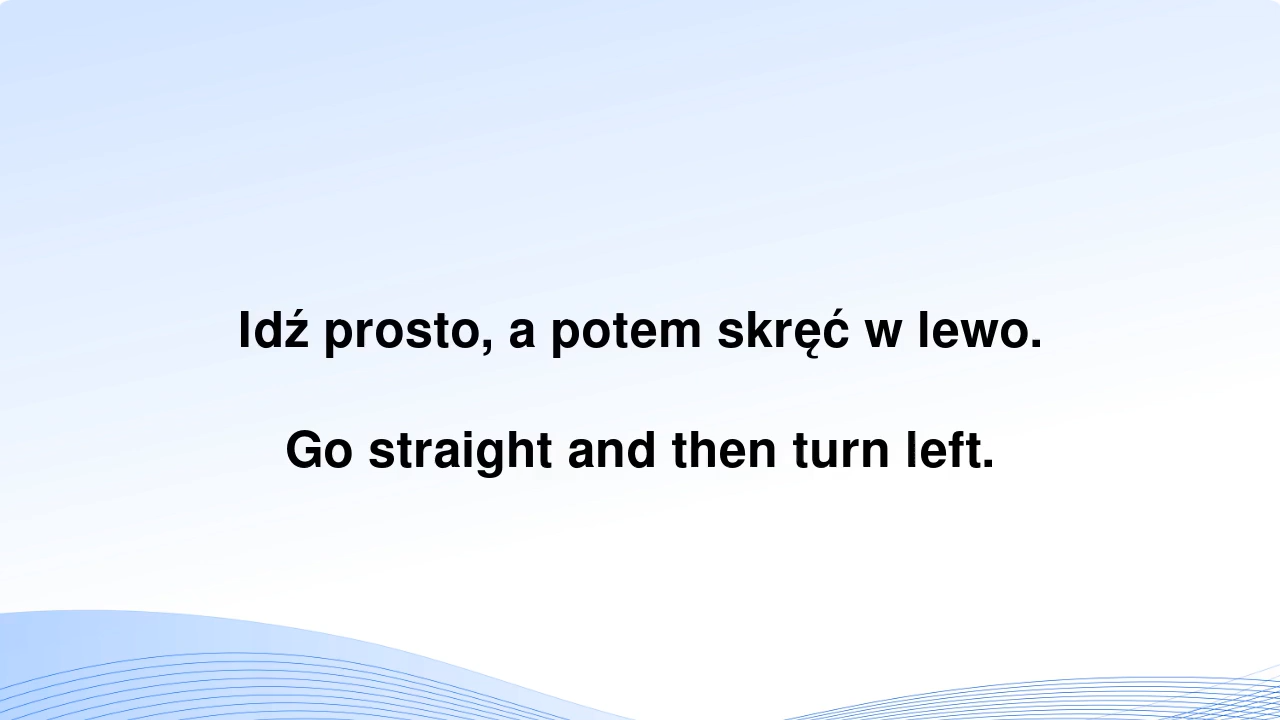 Idź prosto, a potem skręć w lewo.
Go straight and then turn left.